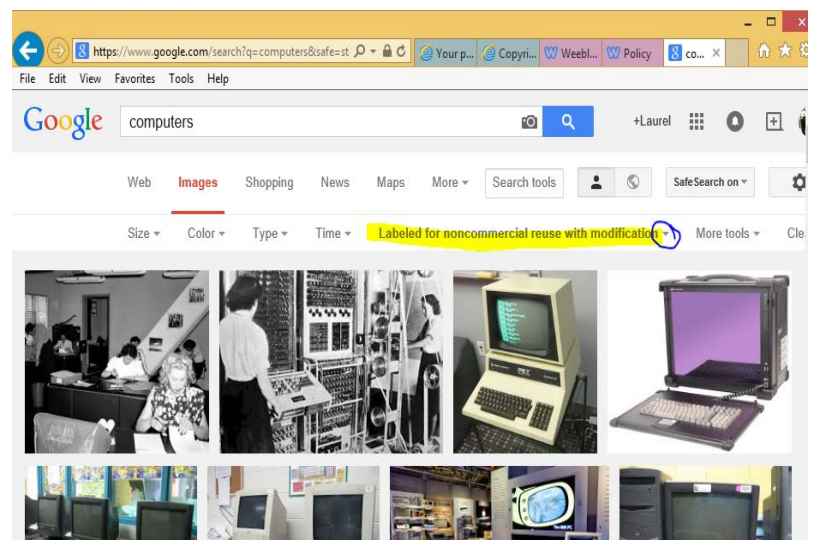 https://www.google.com/search?q=computers&safe=st
Your p... Copyri... Weebl... Policy co...
File Edit View Favorites Tools Help
Google computers +Laurel
Web Images Shopping News Maps More Search tools SafeSearch on
Size Color Type Time Labeled for noncommercial reuse with modification More tools Cle
PET